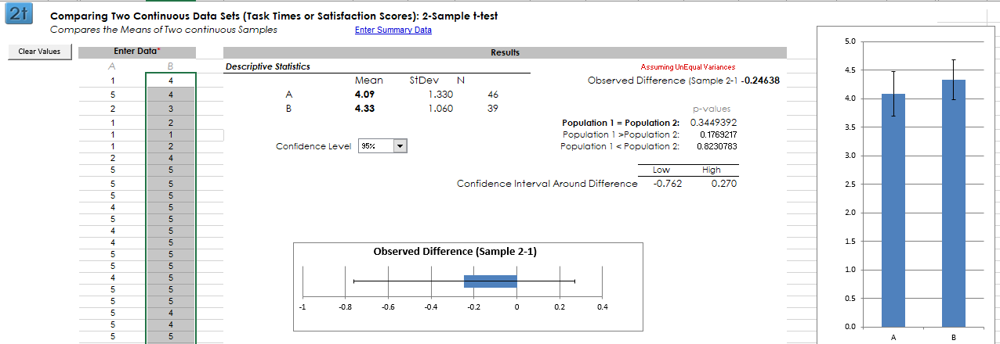 2t
Comparing Two Continuous Data Sets (Task Times or Satisfaction Scores): 2-Sample t-test
Compares the Means of Two continuous Samples
Enter Summary Data
Clear Values
Enter Data*
Results
A B
Descriptive Statistics
Assuming UnEqual Variances
Mean StDev N
Observed Difference (Sample 2-1 -0.24638
A 4.09 1.330 46
B 4.33 1.060 39
p-values
Population 1 = Population 2: 0.3449392
Population 1 >Population 2: 0.1769217
Population 1 < Population 2: 0.8230783
Confidence Level 95%
Low High
Confidence Interval Around Difference -0.762 0.270
1 4
5 4
2 3
1 2
1 1
1 2
2 4
5 5
5 5
5 5
4 5
5 5
4 5
4 5
5 5
5 5
4 5
5 5
5 5
5 4
5 4
5 5
Observed Difference (Sample 2-1)
-1 -0.8 -0.6 -0.4 -0.2 0 0.2 0.4
5.0
4.5
4.0
3.5
3.0
2.5
2.0
1.5
1.0
0.5
0.0
A B